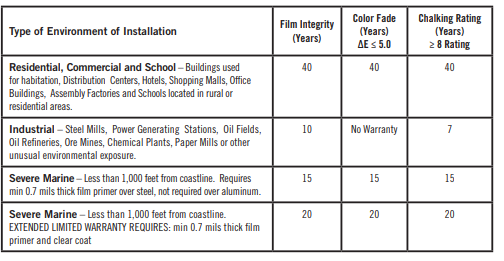 Type of Environment of Installation
Film Integrity
(Years)
Color Fade
(Years)
ΔE ≤ 5.0
Chalking Rating
(Years)
≥ 8 Rating
Residential, Commercial and School – Buildings used
for habitation, Distribution Centers, Hotels, Shopping Malls, Office
Buildings, Assembly Factories and Schools located in rural or
residential areas.
40
40
40
Industrial – Steel Mills, Power Generating Stations, Oil Fields,
Oil Refineries, Ore Mines, Chemical Plants, Paper Mills or other
unusual environmental exposure.
10
No Warranty
7
Severe Marine – Less than 1,000 feet from coastline. Requires
min 0.7 mils thick film primer over steel, not required over aluminum.
15
15
15
Severe Marine – Less than 1,000 feet from coastline.
EXTENDED LIMITED WARRANTY REQUIRES: min 0.7 mils thick film
primer and clear coat
20
20
20